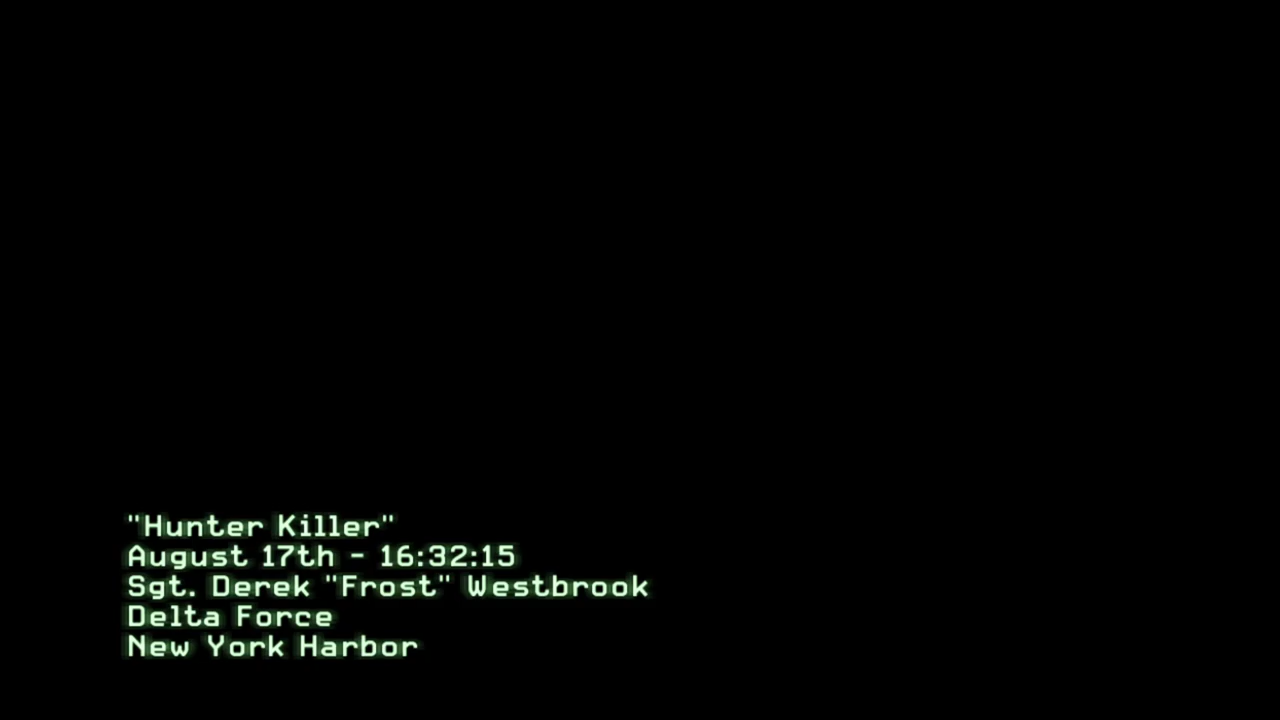 "Hunter Killer"
August 17th - 16:32:15
Sgt. Derek "Frost" Westbrook
Delta Force
New York Harbor